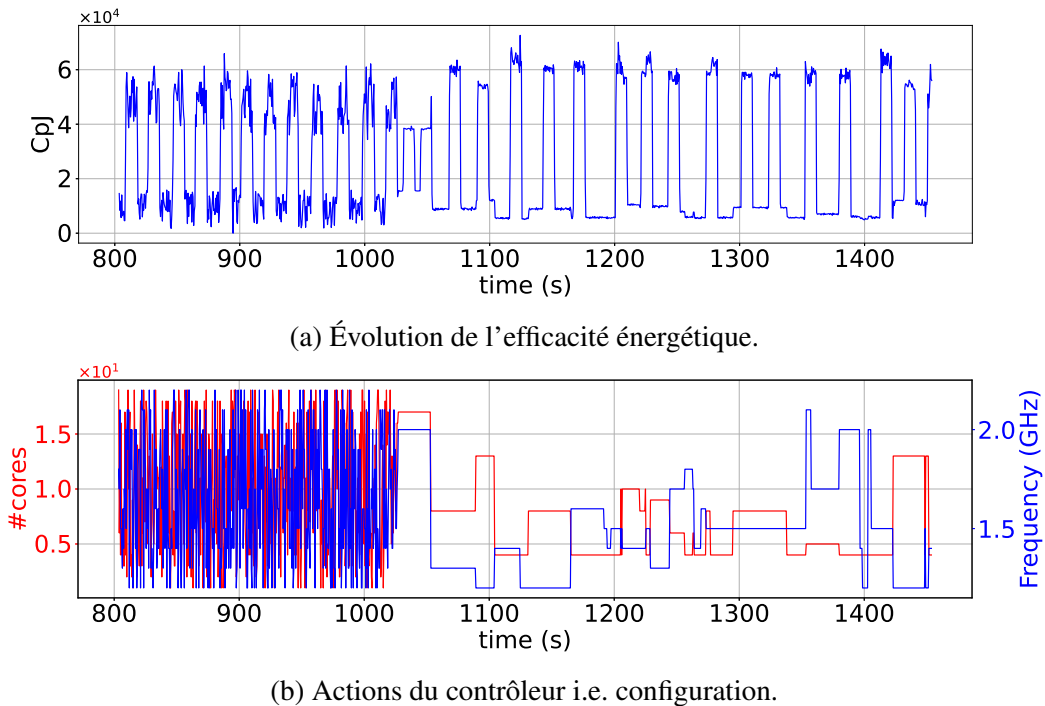 ×10⁴
6
4
2
0
CpJ
800 900 1000 1100 1200 1300 1400
time (s)
(a) Évolution de l'efficacité énergétique.
×10¹
1.5
1.0
0.5
#cores
2.0
1.5
Frequency (GHz)
800 900 1000 1100 1200 1300 1400
time (s)
(b) Actions du contrôleur i.e. configuration.